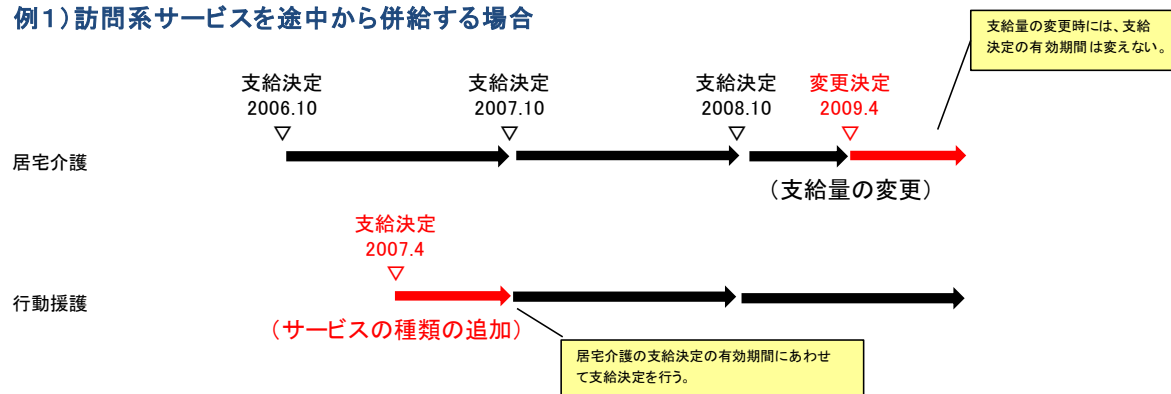 例1）訪問系サービスを途中から併給する場合
支給量の変更時には、支給
決定の有効期間は変えない。
支給決定
2006.10
▽
支給決定
2007.10
▽
支給決定
2008.10
▽
変更決定
2009.4
▽
居宅介護
（支給量の変更）
支給決定
2007.4
▽
行動援護
（サービスの種類の追加）
居宅介護の支給決定の有効期間にあわせ
て支給決定を行う。